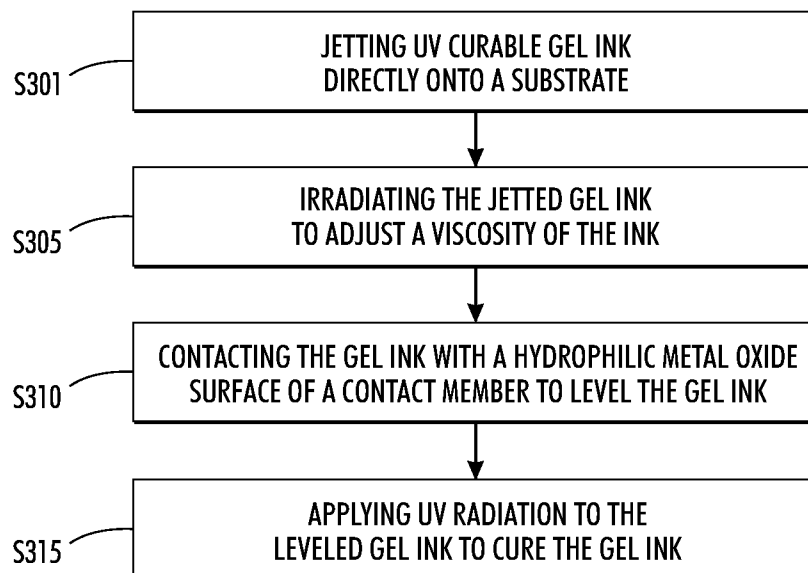 S301
JETTING UV CURABLE GEL INK
DIRECTLY ONTO A SUBSTRATE
S305
IRRADIATING THE JETTED GEL INK
TO ADJUST A VISCOSITY OF THE INK
S310
CONTACTING THE GEL INK WITH A HYDROPHILIC METAL OXIDE
SURFACE OF A CONTACT MEMBER TO LEVEL THE GEL INK
S315
APPLYING UV RADIATION TO THE
LEVELED GEL INK TO CURE THE GEL INK